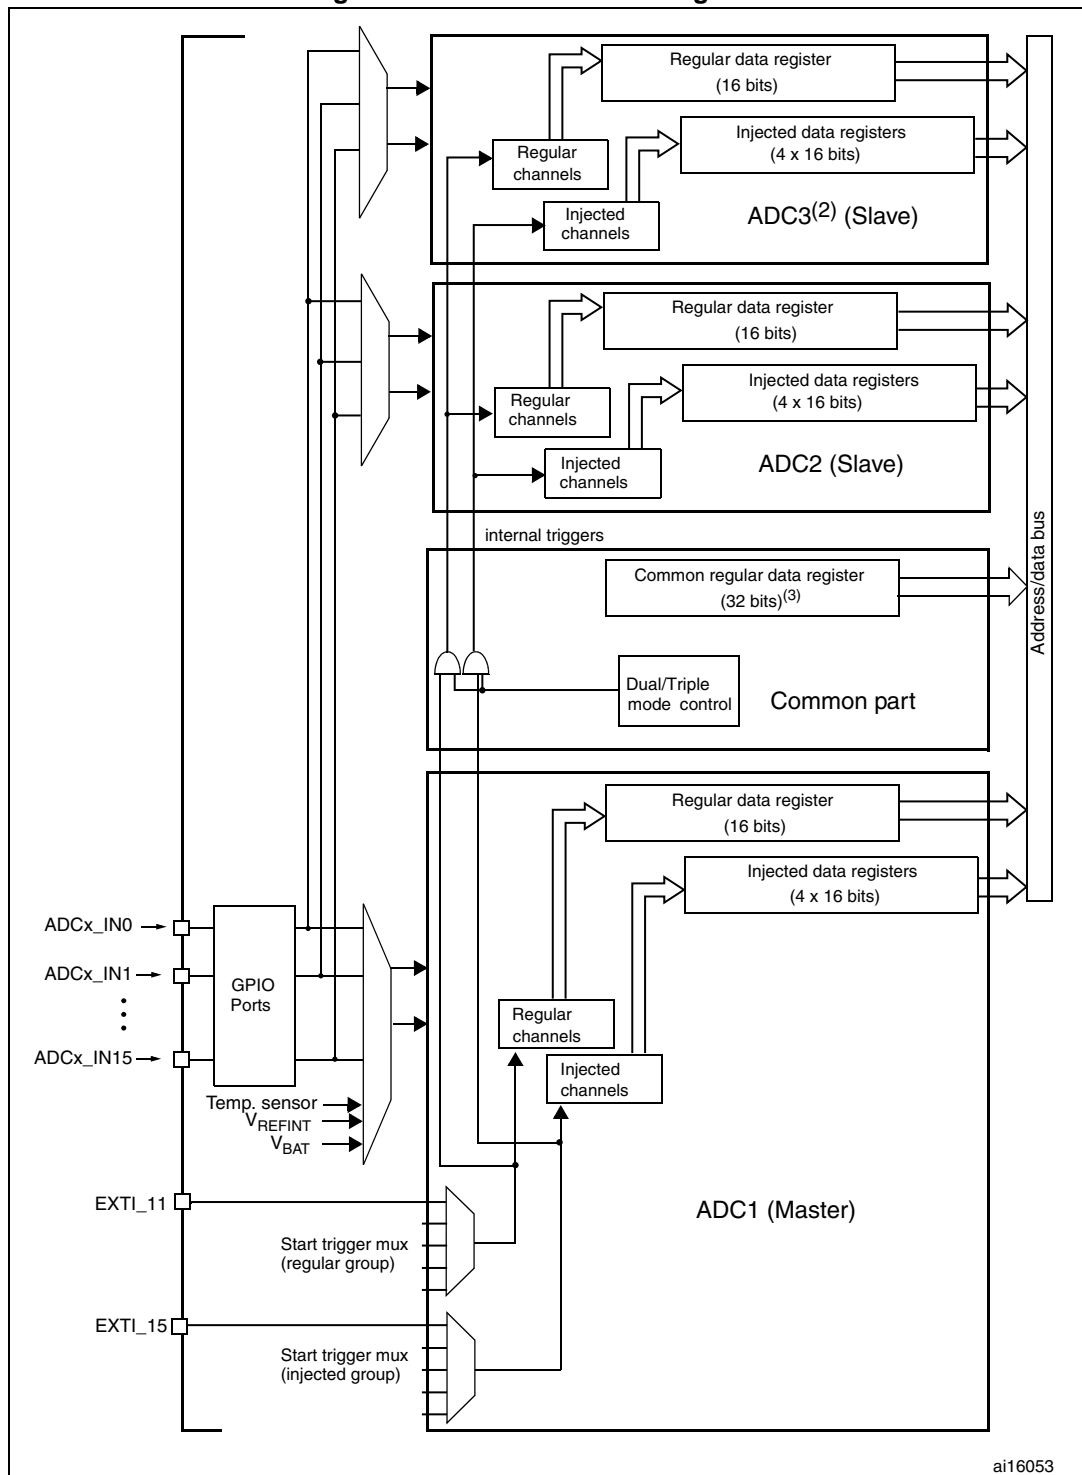 Regular data register
(16 bits)
Injected data registers
(4 x 16 bits)
Regular
channels
Injected
channels
ADC3(2) (Slave)
Regular data register
(16 bits)
Injected data registers
(4 x 16 bits)
Regular
channels
Injected
channels
ADC2 (Slave)
internal triggers
Common regular data register
(32 bits)(3)
Dual/Triple
mode control
Common part
Address/data bus
Regular data register
(16 bits)
Injected data registers
(4 x 16 bits)
ADCx_IN0
ADCx_IN1
ADCx_IN15
GPIO
Ports
Regular
channels
Injected
channels
Temp. sensor
VREFINT
VBAT
EXTI_11
Start trigger mux
(regular group)
ADC1 (Master)
EXTI_15
Start trigger mux
(injected group)
ai16053